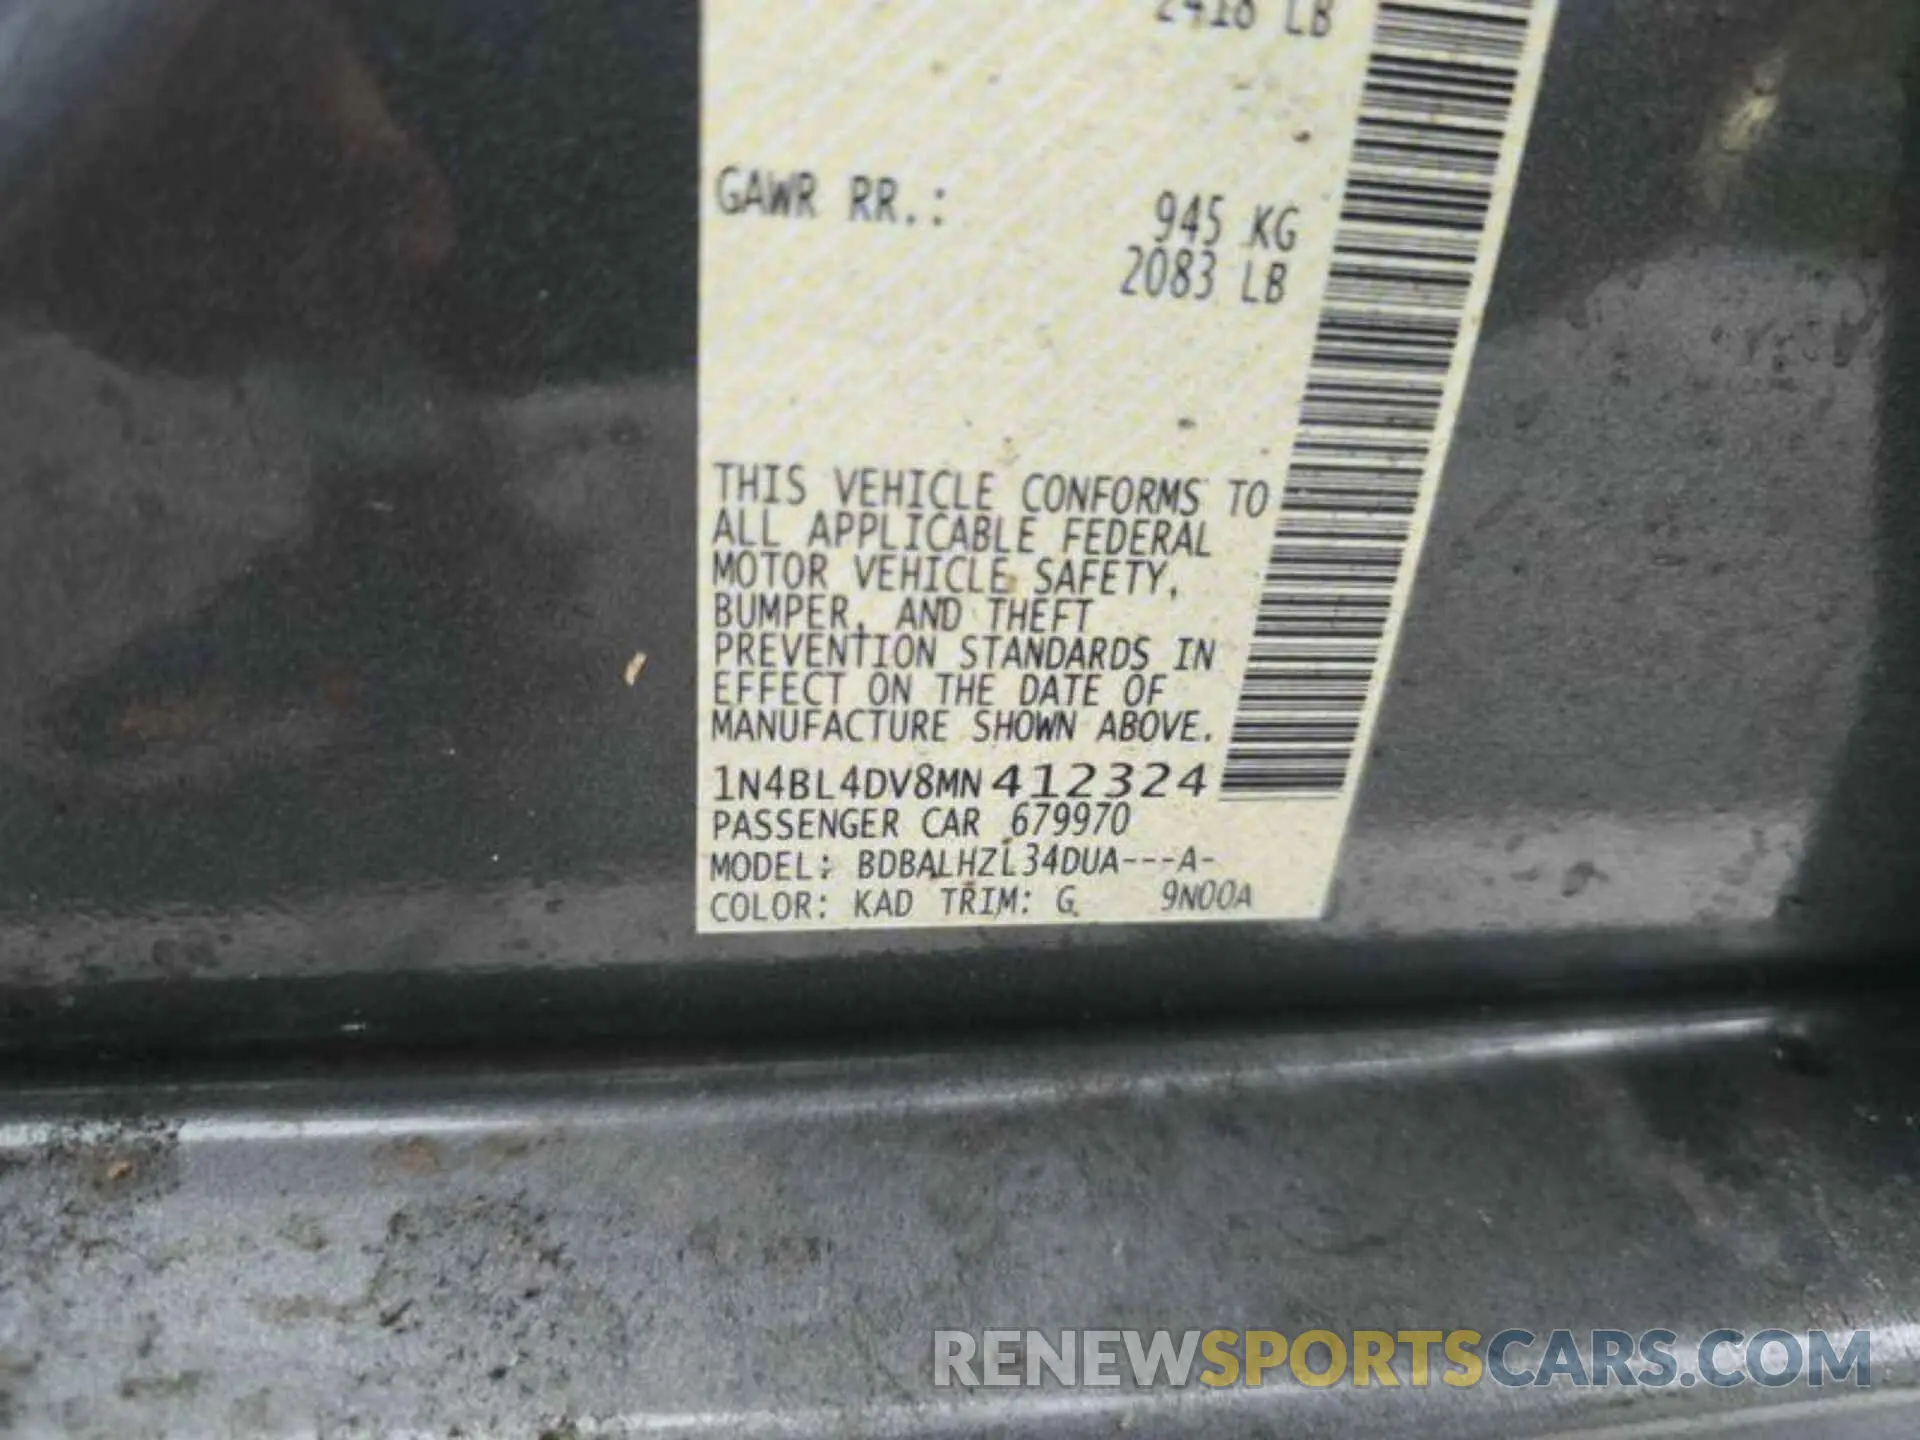 2418 LB
GAWR RR.: 945 KG
2083 LB
THIS VEHICLE CONFORMS TO
ALL APPLICABLE FEDERAL
MOTOR VEHICLE SAFETY,
BUMPER, AND THEFT
PREVENTION STANDARDS IN
EFFECT ON THE DATE OF
MANUFACTURE SHOWN ABOVE.
1N4BL4DV8MN412324
PASSENGER CAR 679970
MODEL: BDBALHZL34DUA---A-
COLOR: KAD TRIM: G 9N00A
RENEWSPORTSCARS.COM